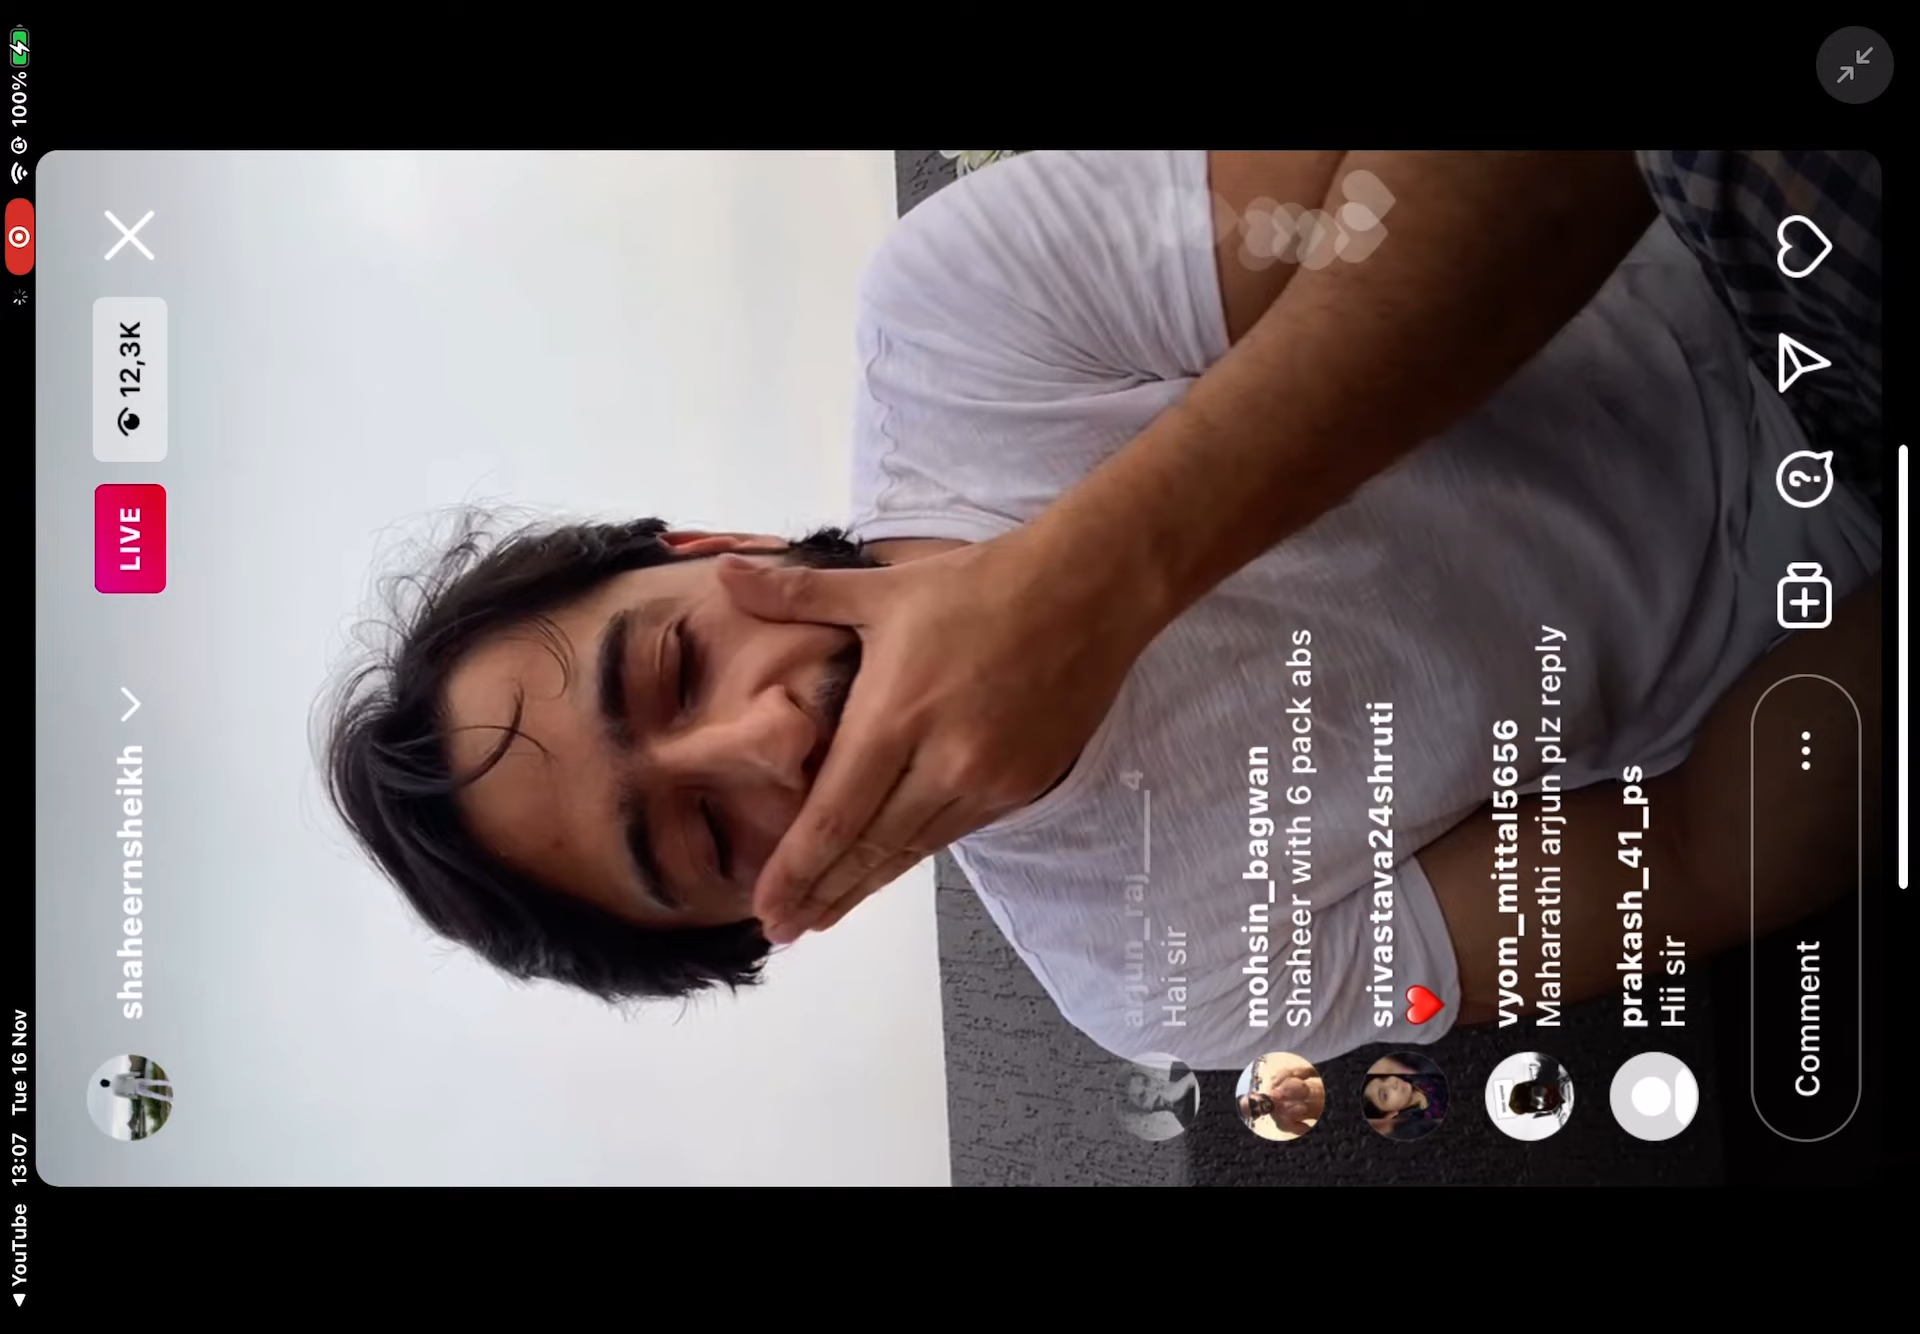 YouTube 13:07 Tue 16 Nov 100%
shaheernsheikh LIVE 12,3K
arjun_raj____4
Hai sir
mohsin_bagwan
Shaheer with 6 pack abs
srivastava24shruti
❤️
vyom_mittal5656
Maharathi arjun plz reply
prakash_41_ps
Hii sir
Comment